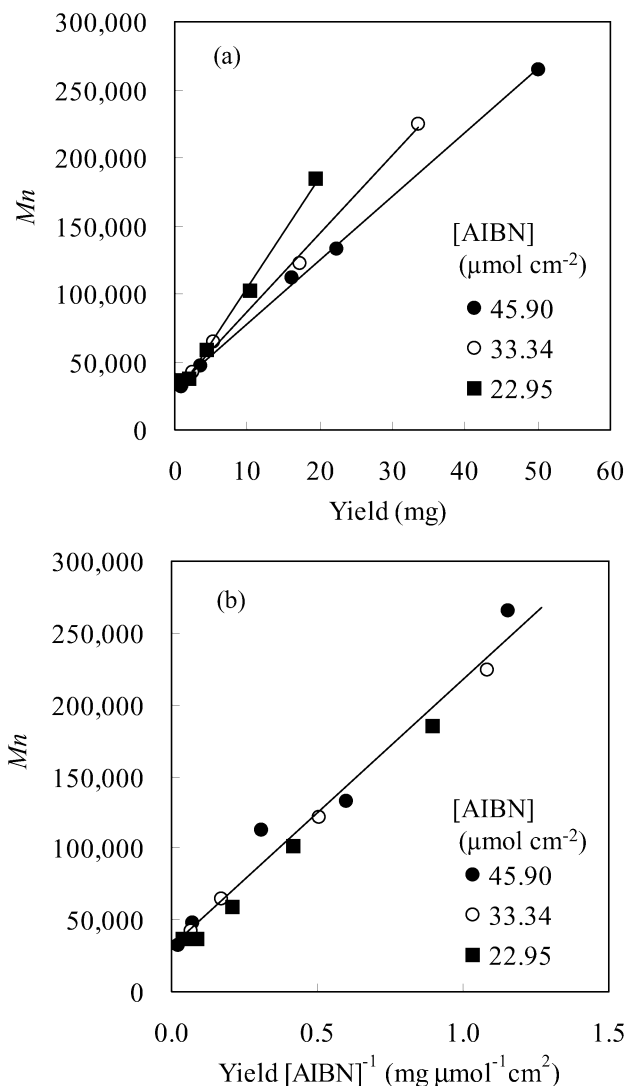 300,000
(a)
250,000
200,000
Mn
150,000
[AIBN]
(µmol cm-2)
100,000
45.90
50,000
33.34
22.95
0
0 10 20 30 40 50 60
Yield (mg)
300,000
(b)
250,000
200,000
Mn
150,000
[AIBN]
(µmol cm-2)
100,000
45.90
50,000
33.34
22.95
0
0.0 0.5 1.0 1.5
Yield [AIBN]-1 (mg µmol-1cm2)